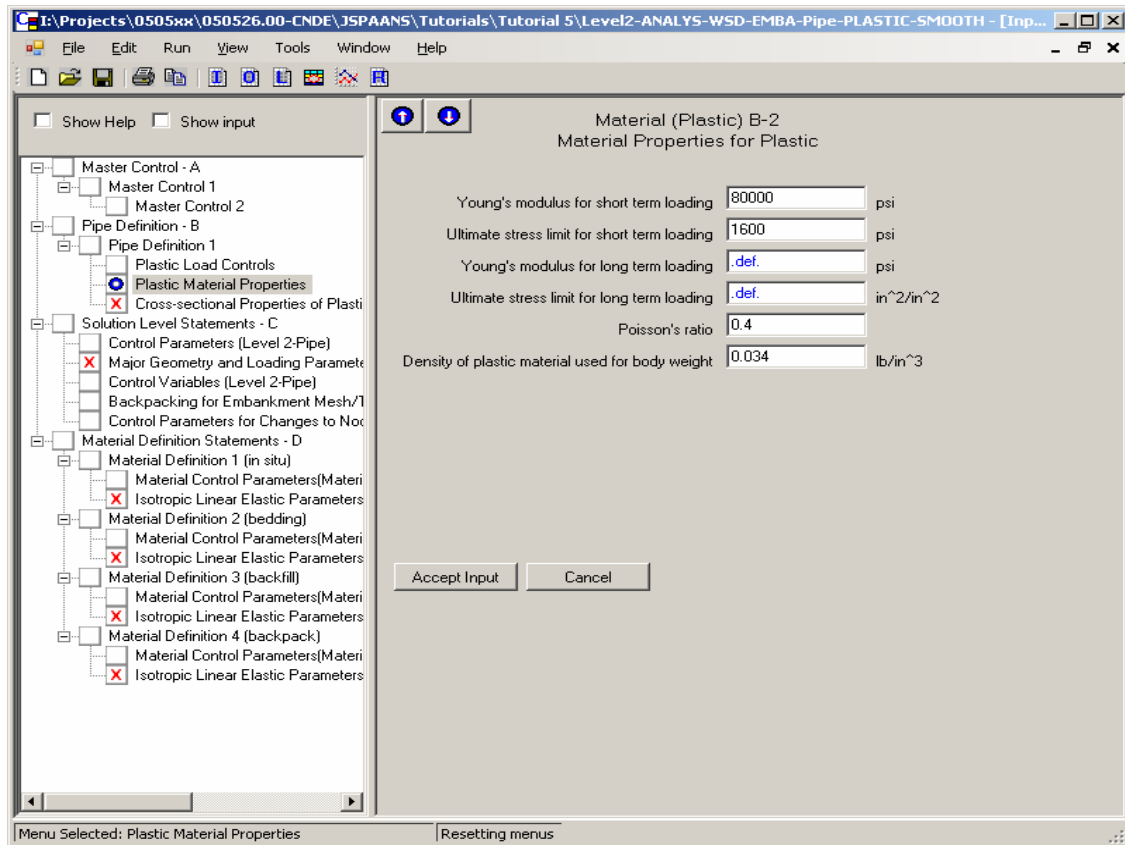 I:\Projects\0505xx\050526.00-CNDE\JSPAANS\Tutorials\Tutorial 5\Level2-ANALYS-WSD-EMBA-Pipe-PLASTIC-SMOOTH - [Inp...
File Edit Run View Tools Window Help
Show Help Show input
Master Control - A
Master Control 1
Master Control 2
Pipe Definition - B
Pipe Definition 1
Plastic Load Controls
Plastic Material Properties
Cross-sectional Properties of Plasti
Solution Level Statements - C
Control Parameters (Level 2-Pipe)
Major Geometry and Loading Paramete
Control Variables (Level 2-Pipe)
Backpacking for Embankment Mesh/T
Control Parameters for Changes to Noc
Material Definition Statements - D
Material Definition 1 (in situ)
Material Control Parameters(Materi
Isotropic Linear Elastic Parameters
Material Definition 2 (bedding)
Material Control Parameters(Materi
Isotropic Linear Elastic Parameters
Material Definition 3 (backfill)
Material Control Parameters(Materi
Isotropic Linear Elastic Parameters
Material Definition 4 (backpack)
Material Control Parameters(Materi
Isotropic Linear Elastic Parameters
Material (Plastic) B-2
Material Properties for Plastic
Young's modulus for short term loading 80000 psi
Ultimate stress limit for short term loading 1600 psi
Young's modulus for long term loading .def. psi
Ultimate stress limit for long term loading .def. in^2/in^2
Poisson's ratio 0.4
Density of plastic material used for body weight 0.034 lb/in^3
Accept Input Cancel
Menu Selected: Plastic Material Properties Resetting menus